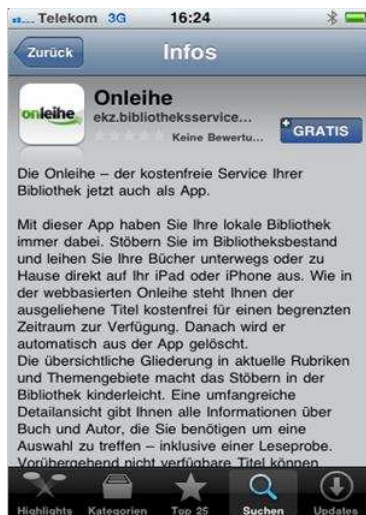 ... Telekom 3G 16:24
Zurück Infos
onleihe
Onleihe
ekz.bibliotheksservice...
Keine Bewertu...
GRATIS
Die Onleihe – der kostenfreie Service Ihrer
Bibliothek jetzt auch als App.
Mit dieser App haben Sie Ihre lokale Bibliothek
immer dabei. Stöbern Sie im Bibliotheksbestand
und leihen Sie Ihre Bücher unterwegs oder zu
Hause direkt auf Ihr iPad oder iPhone aus. Wie in
der webbasierten Onleihe steht Ihnen der
ausgeliehene Titel kostenfrei für einen begrenzten
Zeitraum zur Verfügung. Danach wird er
automatisch aus der App gelöscht.
Die übersichtliche Gliederung in aktuelle Rubriken
und Themengebiete macht das Stöbern in der
Bibliothek kinderleicht. Eine umfangreiche
Detailansicht gibt Ihnen alle Informationen über
Buch und Autor, die Sie benötigen um eine
Auswahl zu treffen – inklusive einer Leseprobe.
Vorübergehend nicht verfügbare Titel können
Highlights Kategorien Top 25 Suchen Updates